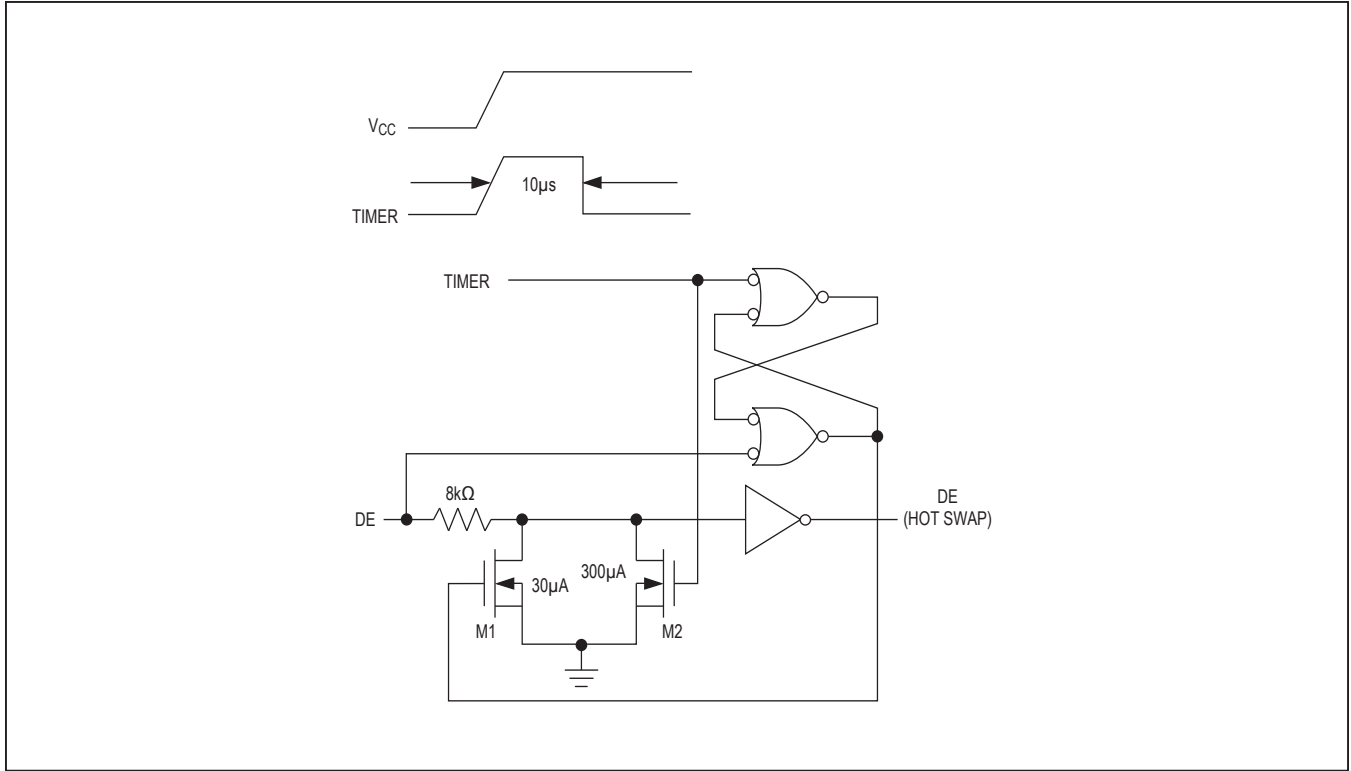 VCC
10µs
TIMER
TIMER
8kΩ
DE
DE
(HOT SWAP)
30µA
300µA
M1
M2